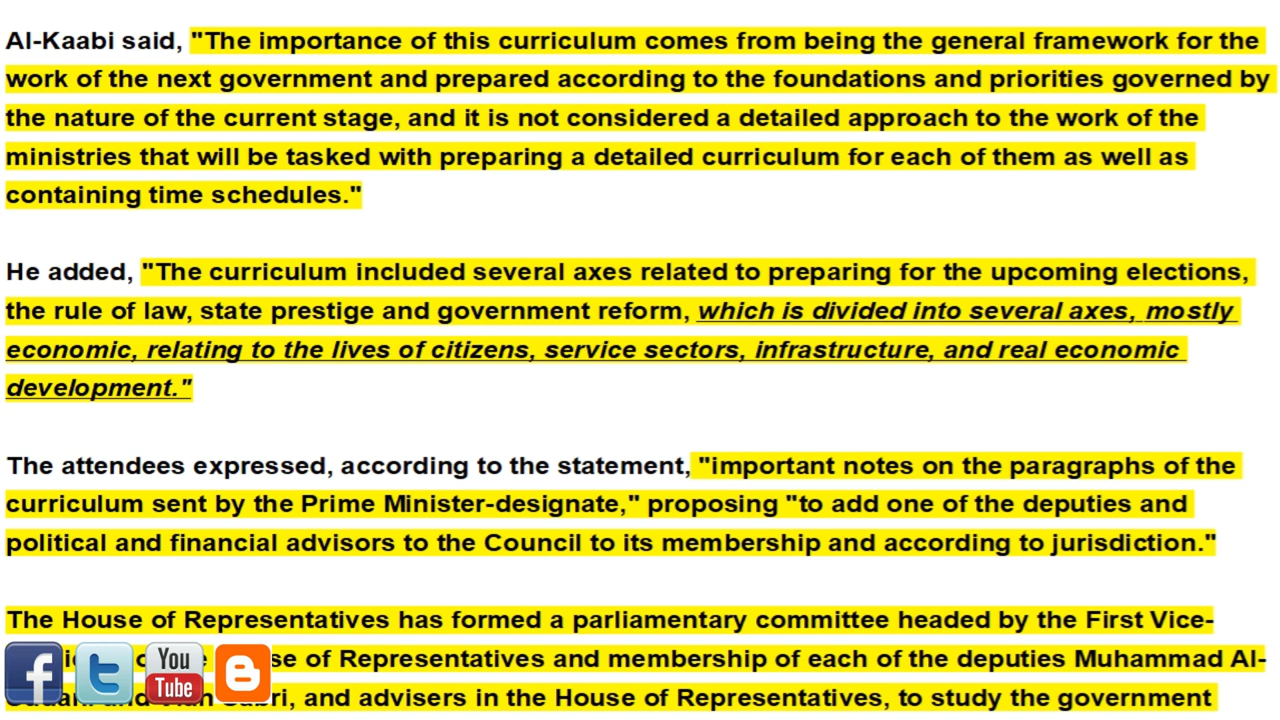 Al-Kaabi said, "The importance of this curriculum comes from being the general framework for the
work of the next government and prepared according to the foundations and priorities governed by
the nature of the current stage, and it is not considered a detailed approach to the work of the
ministries that will be tasked with preparing a detailed curriculum for each of them as well as
containing time schedules."
He added, "The curriculum included several axes related to preparing for the upcoming elections,
the rule of law, state prestige and government reform, which is divided into several axes, mostly
economic, relating to the lives of citizens, service sectors, infrastructure, and real economic
development."
The attendees expressed, according to the statement, "important notes on the paragraphs of the
curriculum sent by the Prime Minister-designate," proposing "to add one of the deputies and
political and financial advisors to the Council to its membership and according to jurisdiction."
The House of Representatives has formed a parliamentary committee headed by the First Vice-
of Representatives and membership of each of the deputies Muhammad Al-
and advisers in the House of Representatives, to study the government
You
Tube